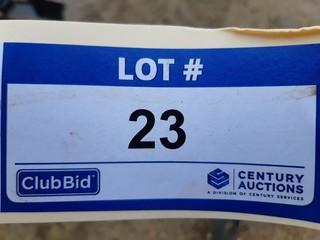 LOT #
23
ClubBid
CENTURY
AUCTIONS
A DIVISION OF CENTURY SERVICES